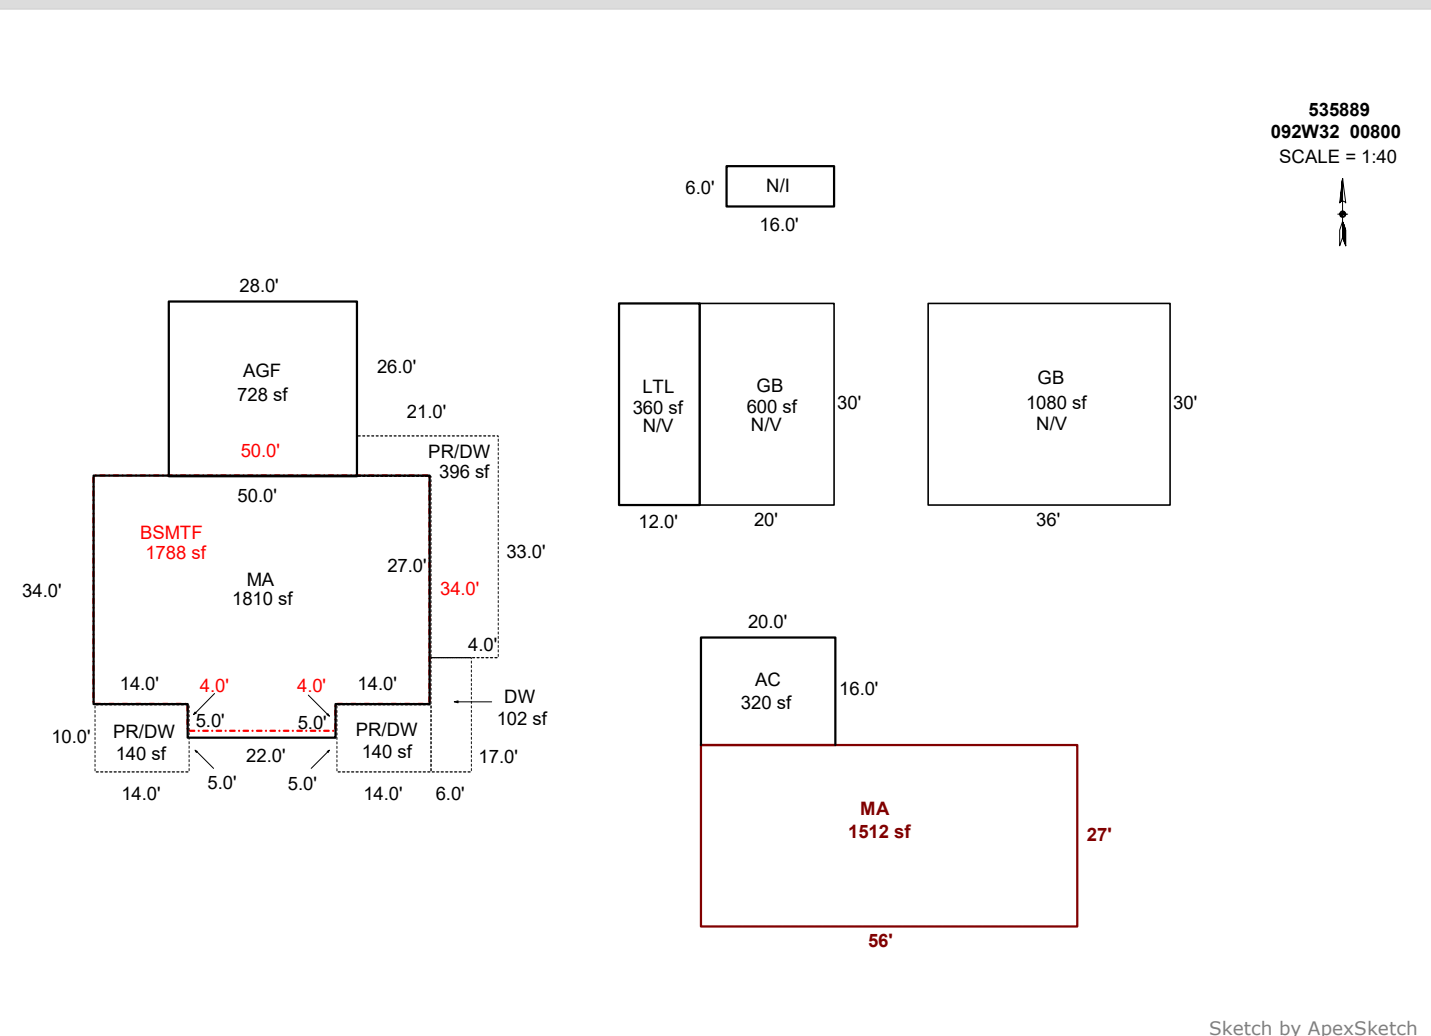 535889
092W32  00800
SCALE = 1:40
6.0'
N/I
16.0'
28.0'
AGF
728 sf
26.0'
21.0'
50.0'
PR/DW
396 sf
50.0'
BSMTF
1788 sf
MA
1810 sf
34.0'
27.0'
34.0'
33.0'
4.0'
14.0'
4.0'
4.0'
14.0'
5.0'
5.0'
10.0'
PR/DW
140 sf
22.0'
PR/DW
140 sf
DW
102 sf
17.0'
5.0'
5.0'
14.0'
14.0'
6.0'
LTL
360 sf
N/V
GB
600 sf
N/V
30'
12.0'
20'
GB
1080 sf
N/V
30'
36'
20.0'
AC
320 sf
16.0'
MA
1512 sf
27'
56'
Sketch by ApexSketch